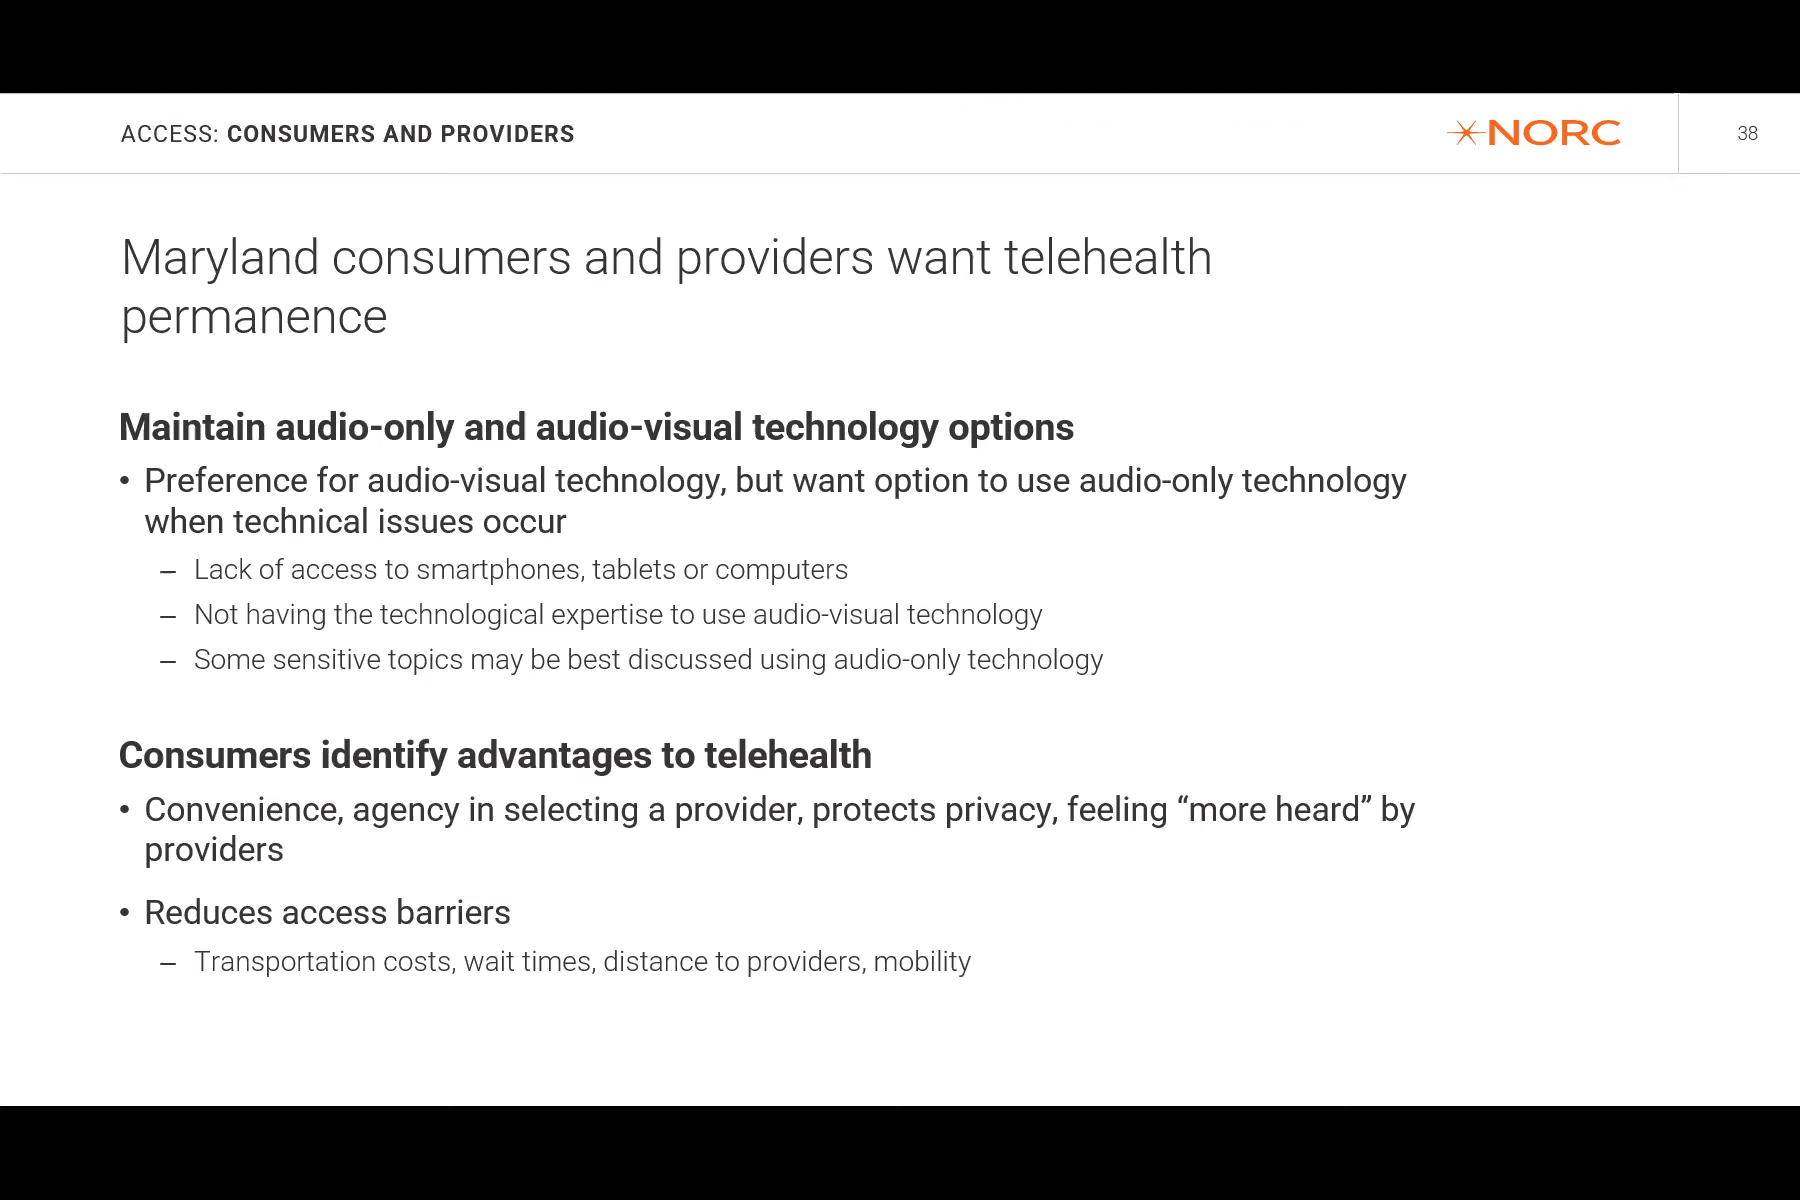 ACCESS: CONSUMERS AND PROVIDERS
NORC
38
Maryland consumers and providers want telehealth
permanence
Maintain audio-only and audio-visual technology options
• Preference for audio-visual technology, but want option to use audio-only technology
when technical issues occur
– Lack of access to smartphones, tablets or computers
– Not having the technological expertise to use audio-visual technology
– Some sensitive topics may be best discussed using audio-only technology
Consumers identify advantages to telehealth
• Convenience, agency in selecting a provider, protects privacy, feeling “more heard” by
providers
• Reduces access barriers
– Transportation costs, wait times, distance to providers, mobility